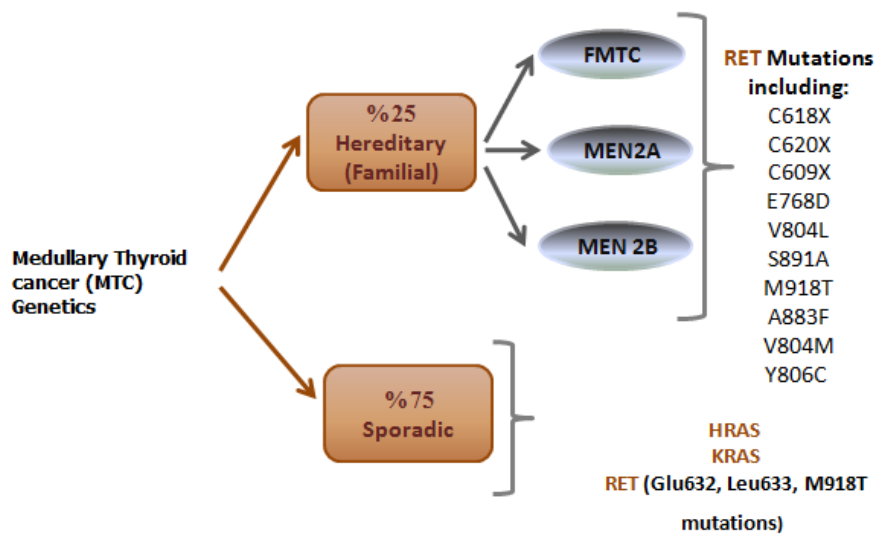 Medullary Thyroid
cancer (MTC)
Genetics
%25
Hereditary
(Familial)
FMTC
MEN2A
MEN 2B
RET Mutations
including:
C618X
C620X
C609X
E768D
V804L
S891A
M918T
A883F
V804M
Y806C
%75
Sporadic
HRAS
KRAS
RET (Glu632, Leu633, M918T
mutations)